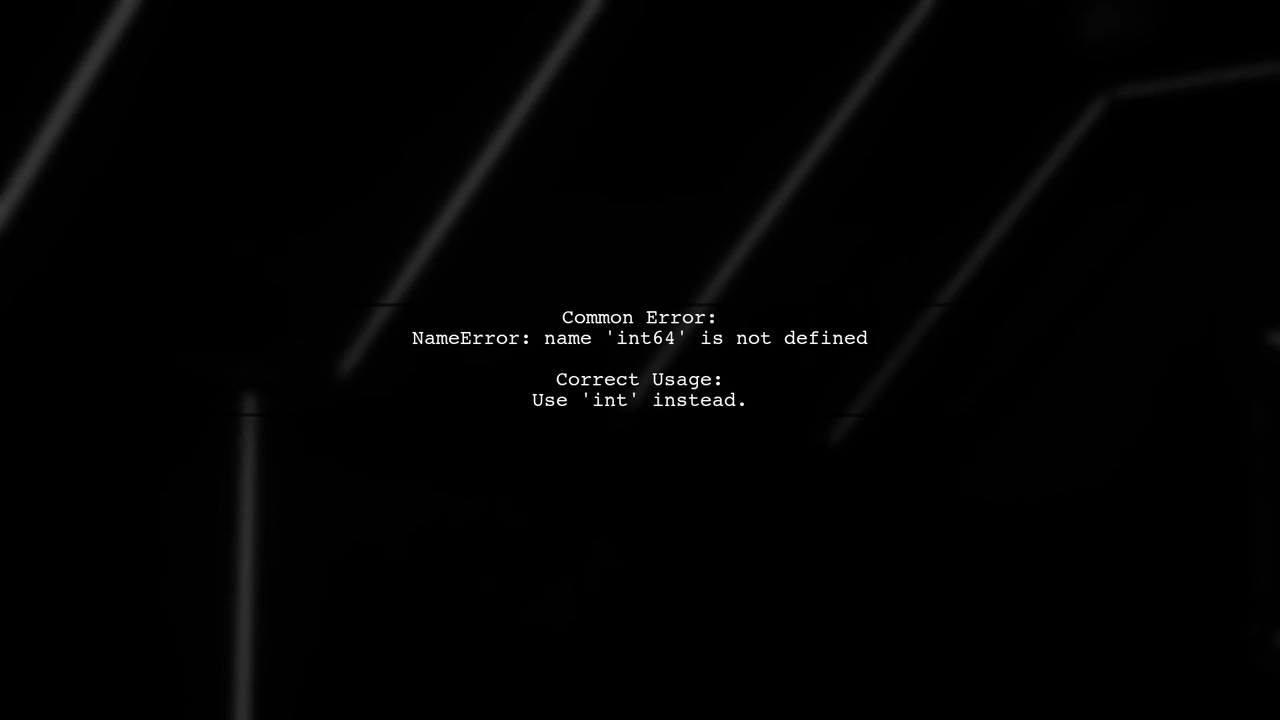 Common Error:
NameError: name 'int64' is not defined
Correct Usage:
Use 'int' instead.